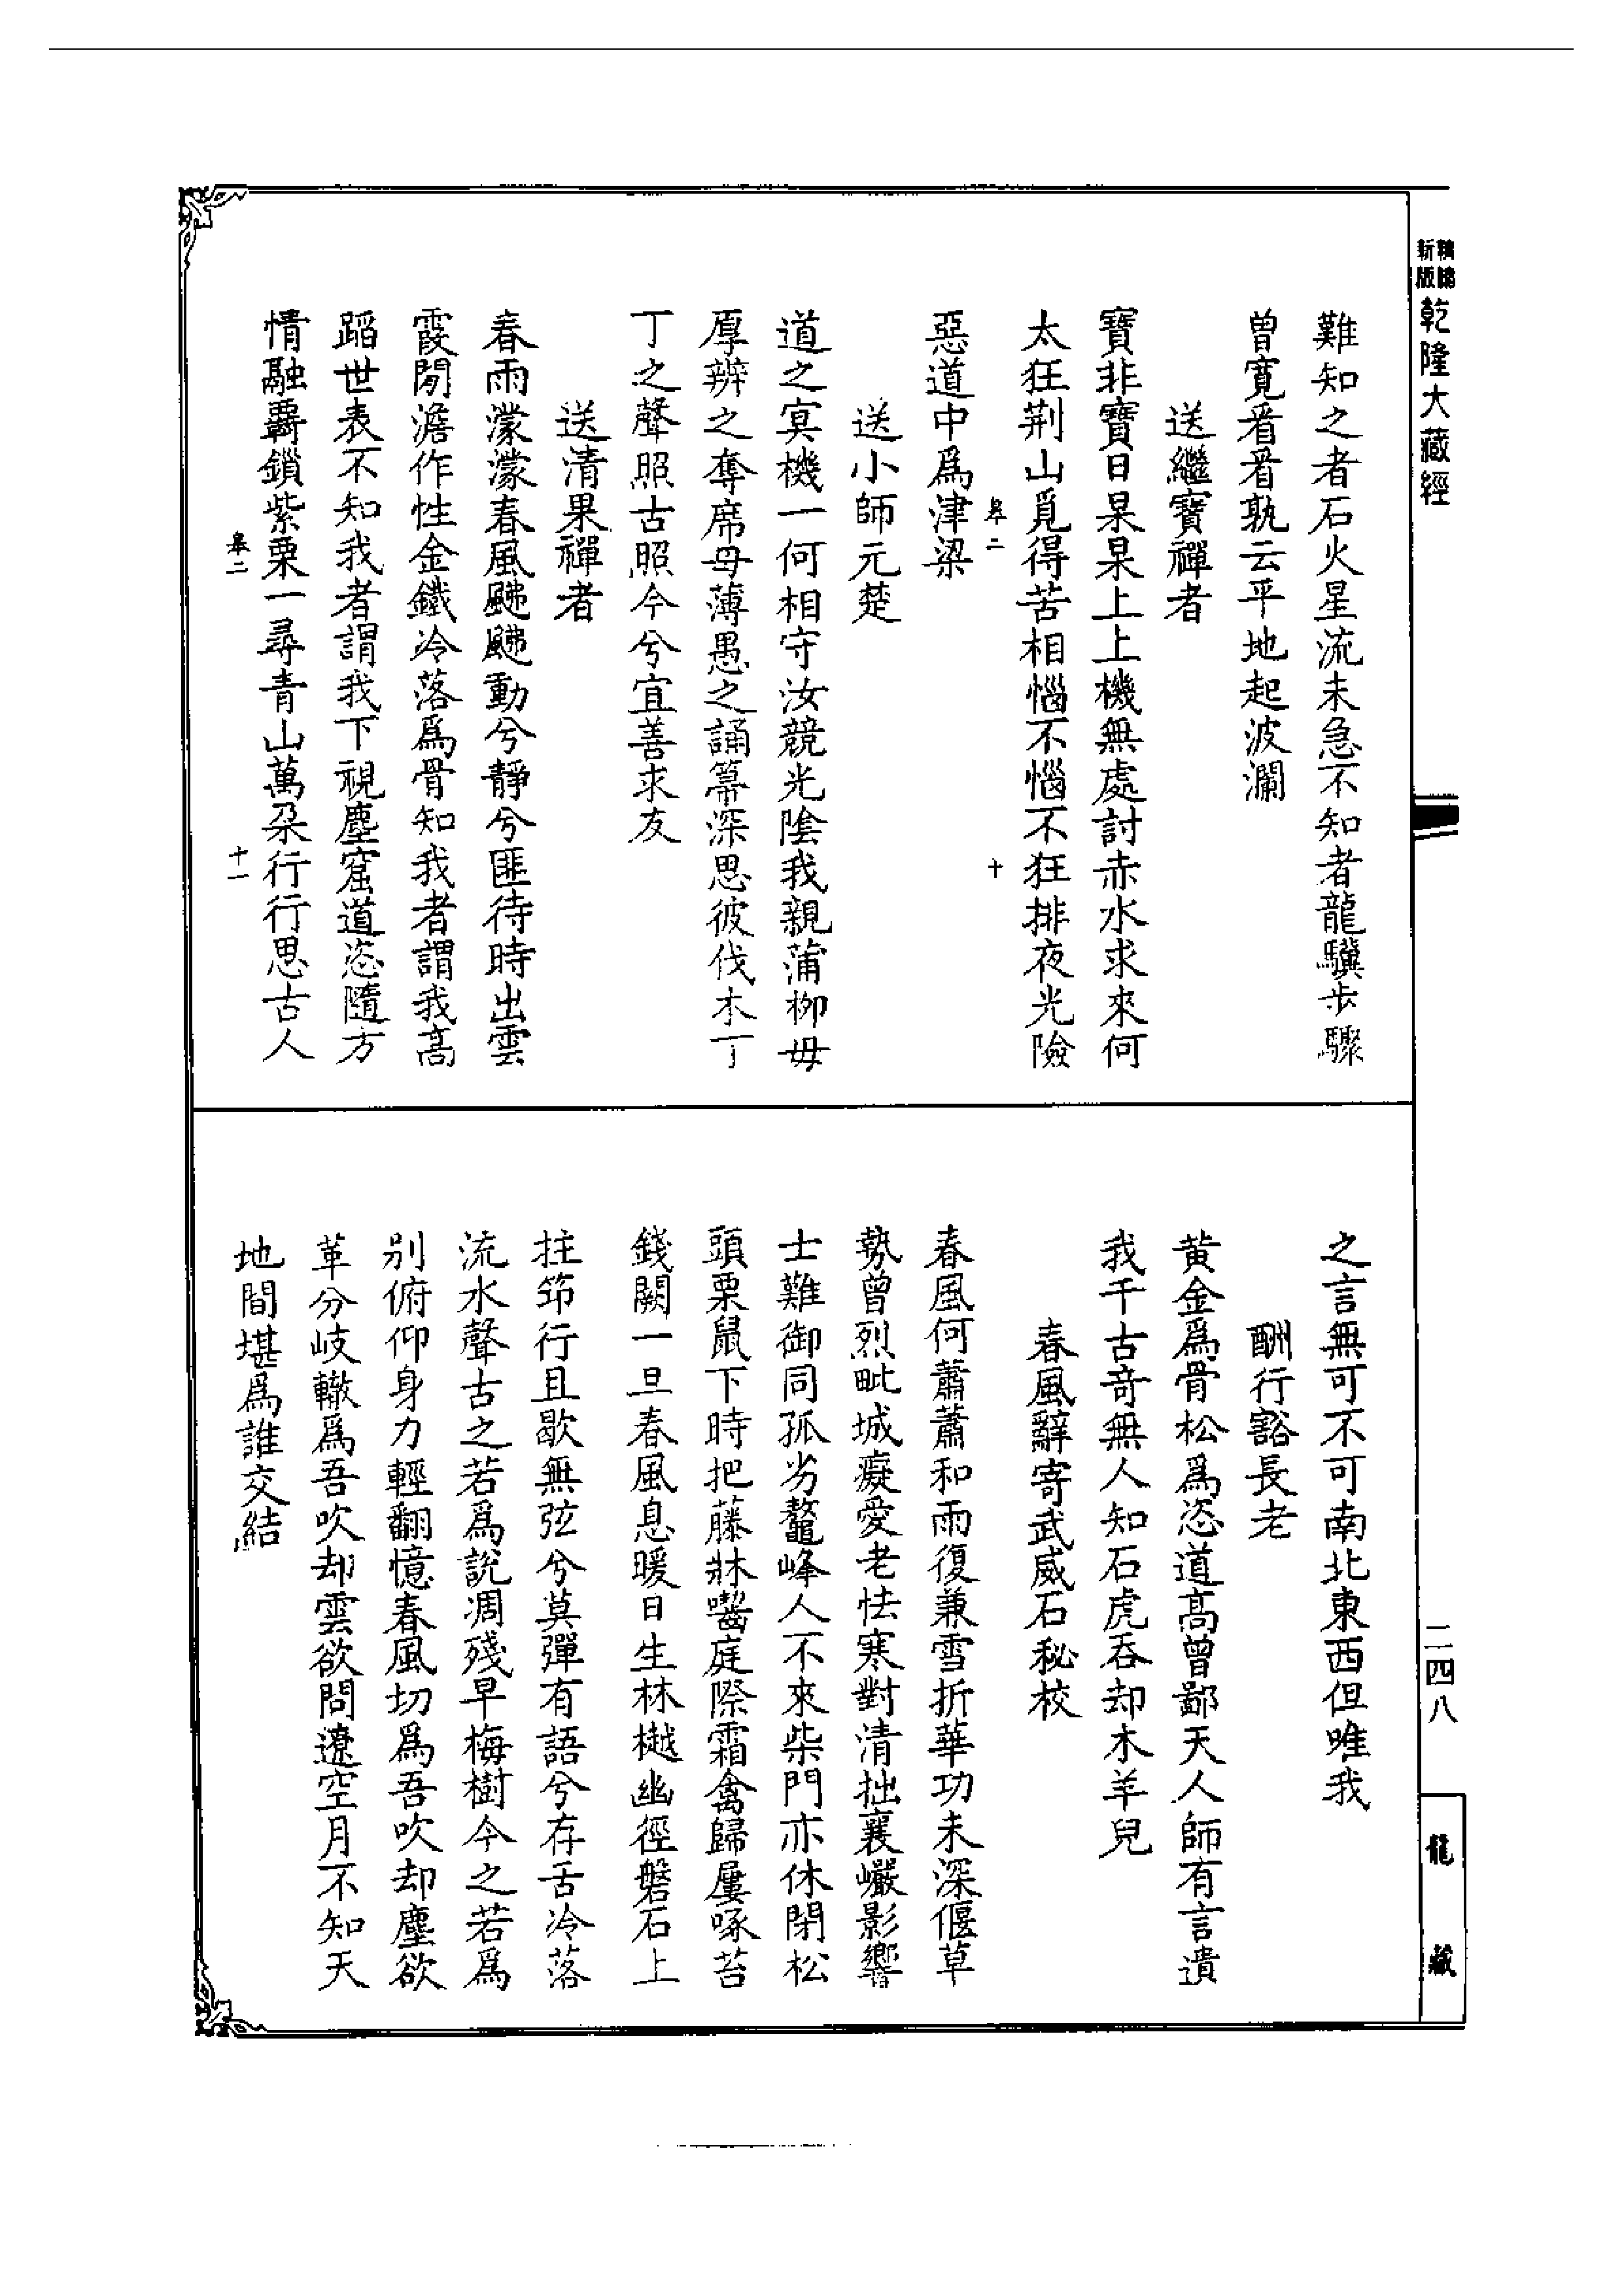 新編
縮版
乾隆大藏經
難知之者石火星流未急不知者龍驥步驟
曾寛看看孰云平地起波瀾
送繼寶禪者
寶非寶日杲杲上上機無處討赤水求來何
太狂荆山覓得苦相惱不惱不狂排夜光險
皋二
十
惡道中爲津梁
送小師元楚
道之冥機一何相守汝競光陰我親蒲柳毋
厚辨之奪席毋薄愚之誦箒深思彼伐木丁
丁之聲照古照今兮宜善求友
送清果禪者
春雨濛濛春風颸颸動兮靜兮匪待時出雲
霞閒澹作性金鐵冷落爲骨知我者謂我高
蹈世表不知我者謂我下視塵窟道恣隨方
情融羇鎖紫栗一尋青山萬朶行行思古人
皋二
十一
之言無可不可南北東西但唯我
酬行豁長老
黄金爲骨松爲恣道高曾鄙天人師有言遺
我千古奇無人知石虎吞却木羊兒
春風辭寄武威石秘校
春風何蕭蕭和雨復兼雪折華功未深偃草
勢曾烈毗城癡愛老怯寒對清拙襄巖影響
士難御同孤劣鼇峰人不來柴門亦休閉松
頭栗鼠下時把藤牀囓庭際霜禽歸屢啄苔
錢闕一旦春風息暖日生林樾幽徑磐石上
拄笻行且歇無弦兮莫彈有語兮存舌冷落
流水聲古之若爲說凋殘早梅樹今之若爲
别俯仰身力輕翻憶春風切爲吾吹却塵欲
革分岐轍爲吾吹却雲欲問遼空月不知天
地間堪爲誰交結
二四八
龍藏